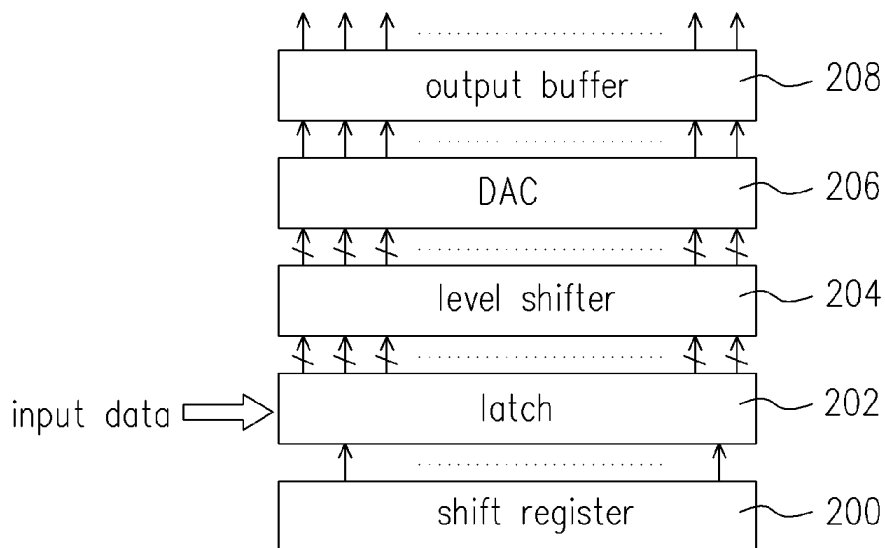 output buffer 208
DAC 206
level shifter 204
input data latch 202
shift register 200